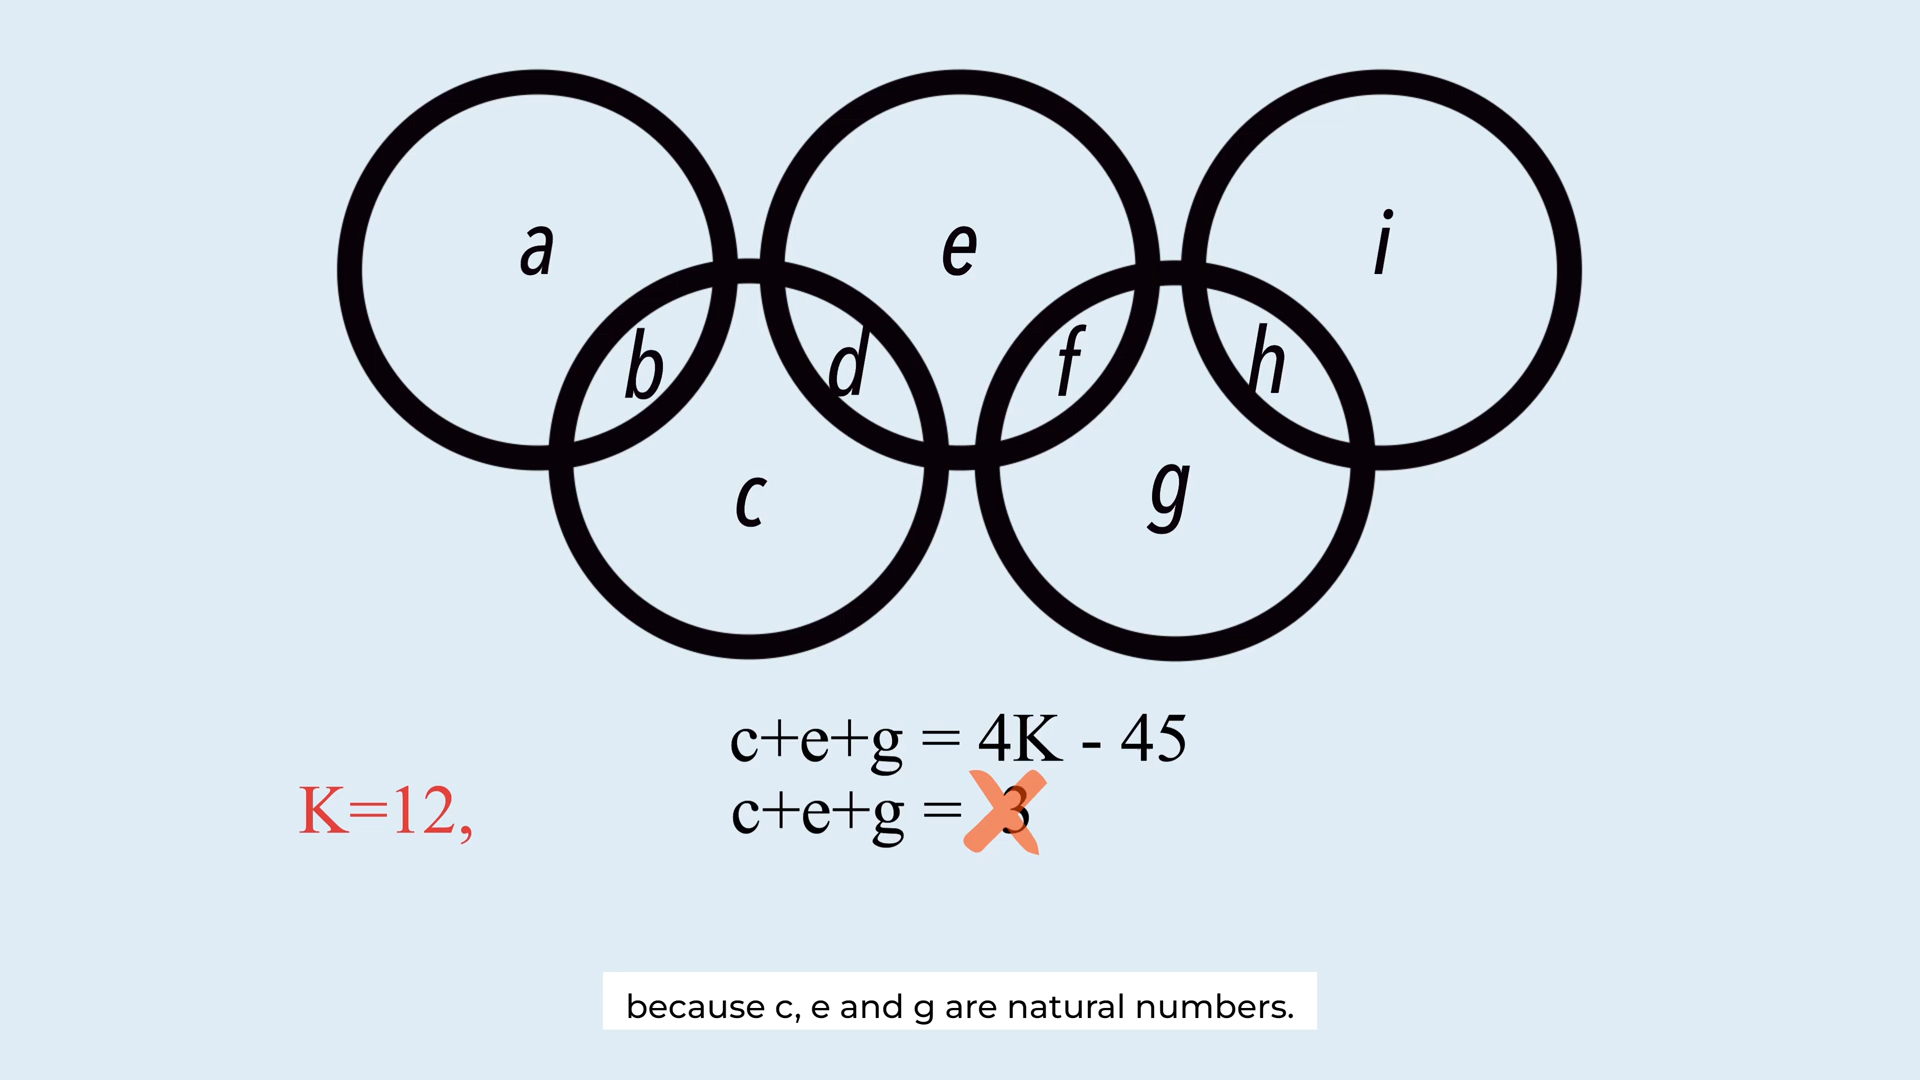 a
e
i
b
d
f
h
c
g
c+e+g = 4K - 45
K=12,
c+e+g = 3
because c, e and g are natural numbers.